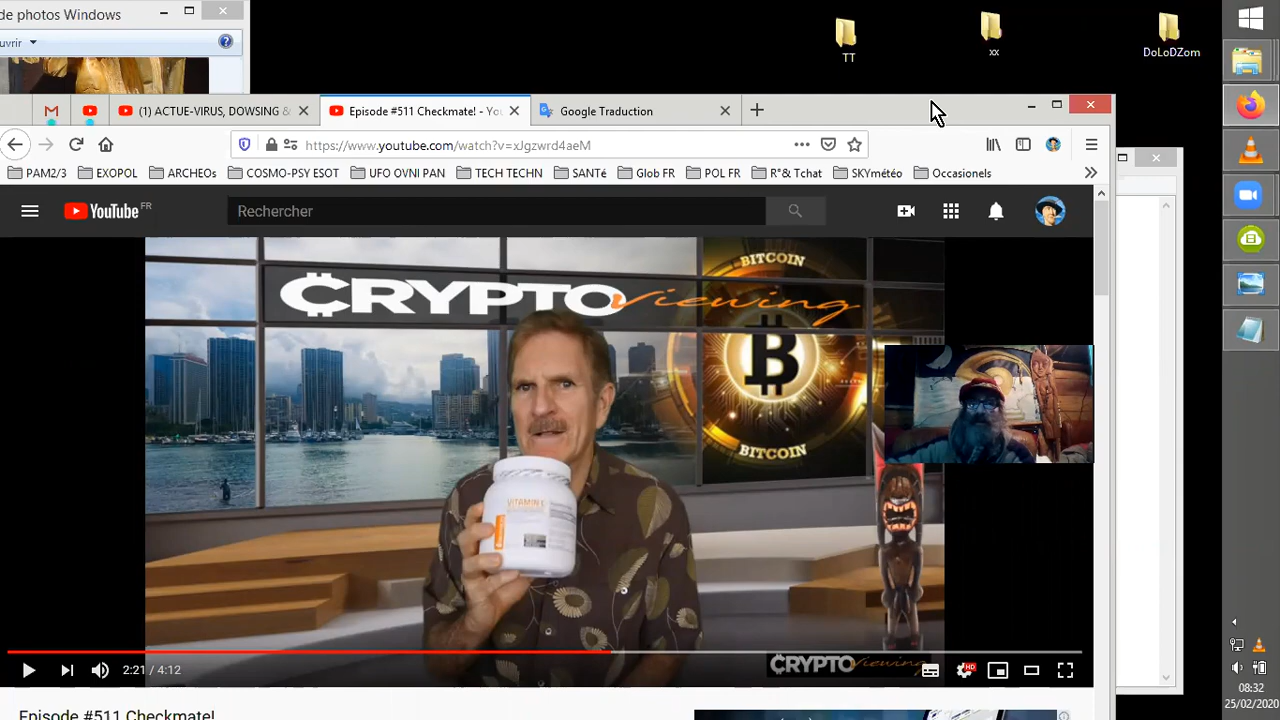 de photos Windows
uvrir
TT
xx
DoLoDZom
(1) ACTUE-VIRUS, DOWSING &
Episode #511 Checkmate! - You
Google Traduction
https://www.youtube.com/watch?v=xJgzwrd4aeM
PAM2/3
EXOPOL
ARCHEOs
COSMO-PSY ESOT
UFO OVNI PAN
TECH TECHN
SANTé
Glob FR
POL FR
R°& Tchat
SKYmétéo
Occasionels
YouTube FR
Rechercher
BITCOIN
CRYPTO viewing
BITCOIN
VITAMIN C
CRYPTO viewing
2:21 / 4:12
HD
08:32
25/02/2020
Episode #511 Checkmate!